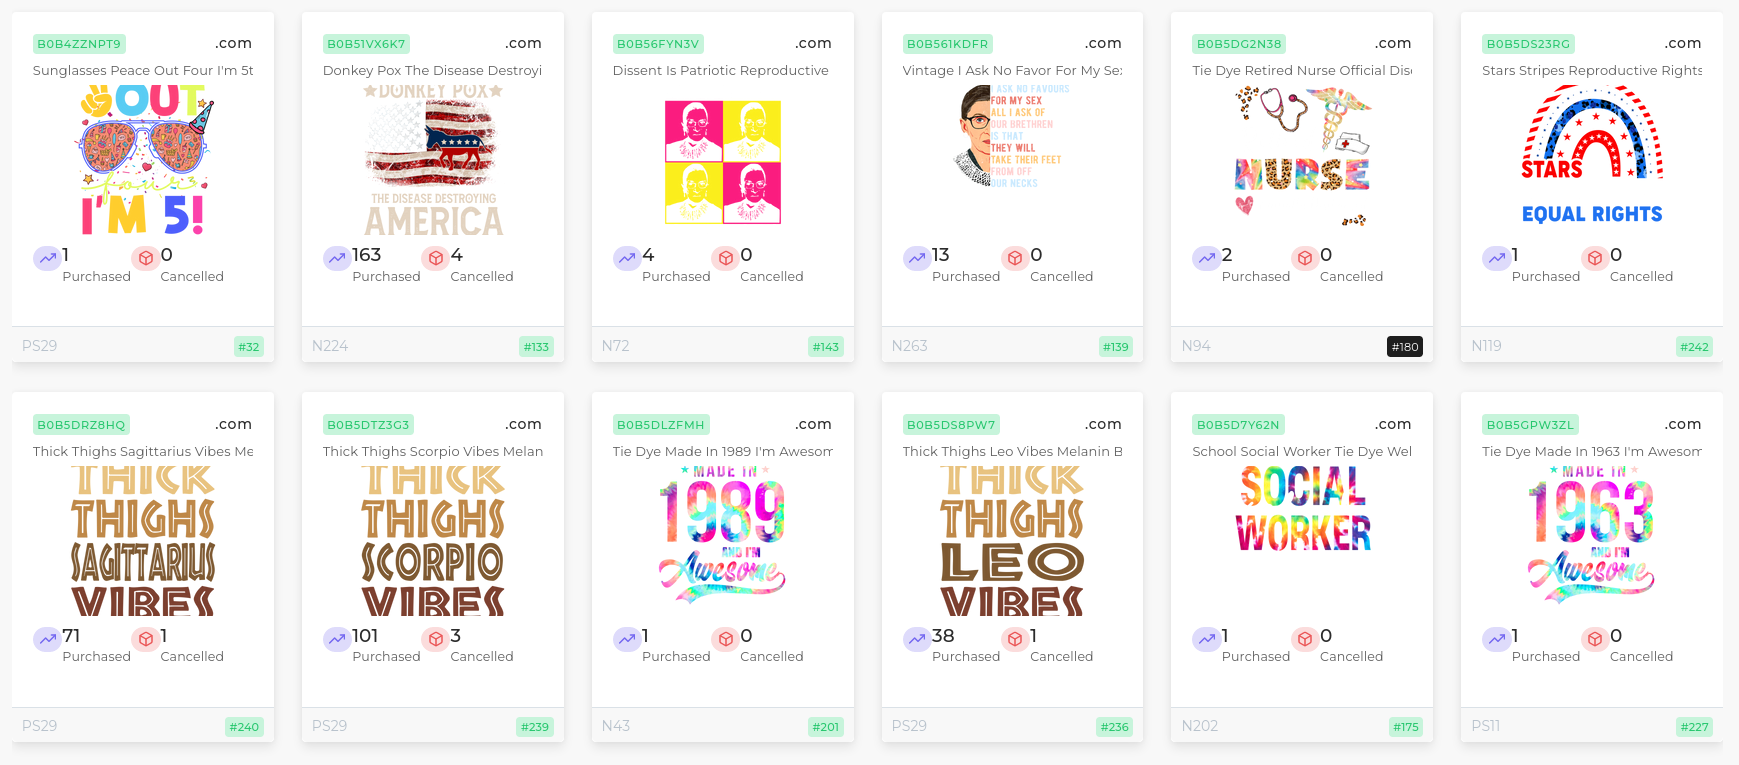 B0B4ZZNPT9 .com
Sunglasses Peace Out Four I'm 5t
OUT
four
I'M 5!
1 Purchased 0 Cancelled
PS29 #32
B0B51VX6K7 .com
Donkey Pox The Disease Destroyi
DONKEY POX
THE DISEASE DESTROYING
AMERICA
163 Purchased 4 Cancelled
N224 #133
B0B56FYN3V .com
Dissent Is Patriotic Reproductive
4 Purchased 0 Cancelled
N72 #143
B0B561KDFR .com
Vintage I Ask No Favor For My Sex
I ASK NO FAVOURS
FOR MY SEX
ALL I ASK OF
OUR BRETHREN
IS THAT
THEY WILL
TAKE THEIR FEET
FROM OFF
OUR NECKS
13 Purchased 0 Cancelled
N263 #139
B0B5DG2N38 .com
Tie Dye Retired Nurse Official Disc
NURSE
2 Purchased 0 Cancelled
N94 #180
B0B5DS23RG .com
Stars Stripes Reproductive Rights
STARS
EQUAL RIGHTS
1 Purchased 0 Cancelled
N119 #242
B0B5DRZ8HQ .com
Thick Thighs Sagittarius Vibes Me
THICK
THIGHS
SAGITTARIUS
VIBES
71 Purchased 1 Cancelled
PS29 #240
B0B5DTZ3G3 .com
Thick Thighs Scorpio Vibes Melan
THICK
THIGHS
SCORPIO
VIBES
101 Purchased 3 Cancelled
PS29 #239
B0B5DLZFMH .com
Tie Dye Made In 1989 I'm Awesom
MADE IN
1989
AND I'M
Awesome
1 Purchased 0 Cancelled
N43 #201
B0B5DS8PW7 .com
Thick Thighs Leo Vibes Melanin B
THICK
THIGHS
LEO
VIBES
38 Purchased 1 Cancelled
PS29 #236
B0B5D7Y62N .com
School Social Worker Tie Dye Wel
SOCIAL
WORKER
1 Purchased 0 Cancelled
N202 #175
B0B5GPW3ZL .com
Tie Dye Made In 1963 I'm Awesom
MADE IN
1963
AND I'M
Awesome
1 Purchased 0 Cancelled
PS11 #227